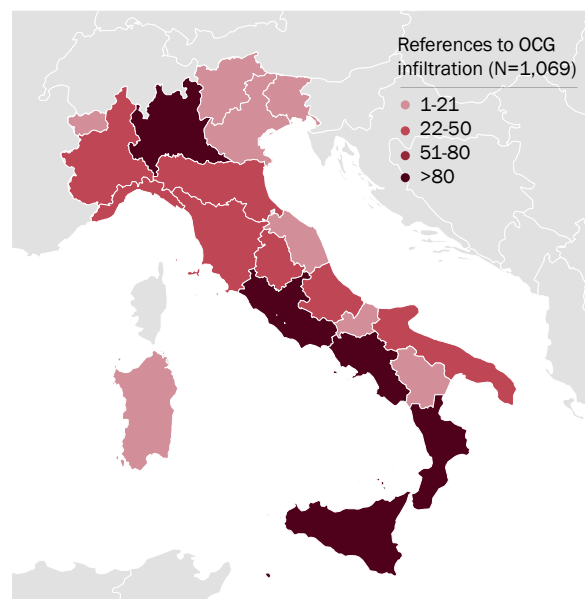 References to OCG
infiltration (N=1,069)
1-21
22-50
51-80
>80